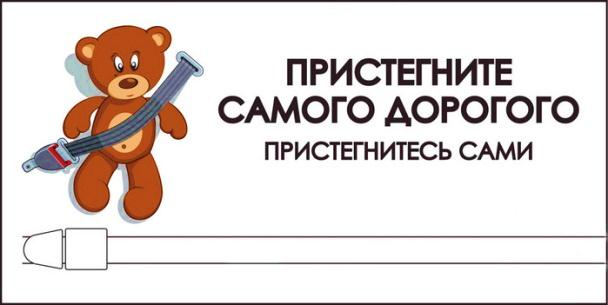 ПРИСТЕГНИТЕ
САМОГО ДОРОГОГО
ПРИСТЕГНИТЕСЬ САМИ